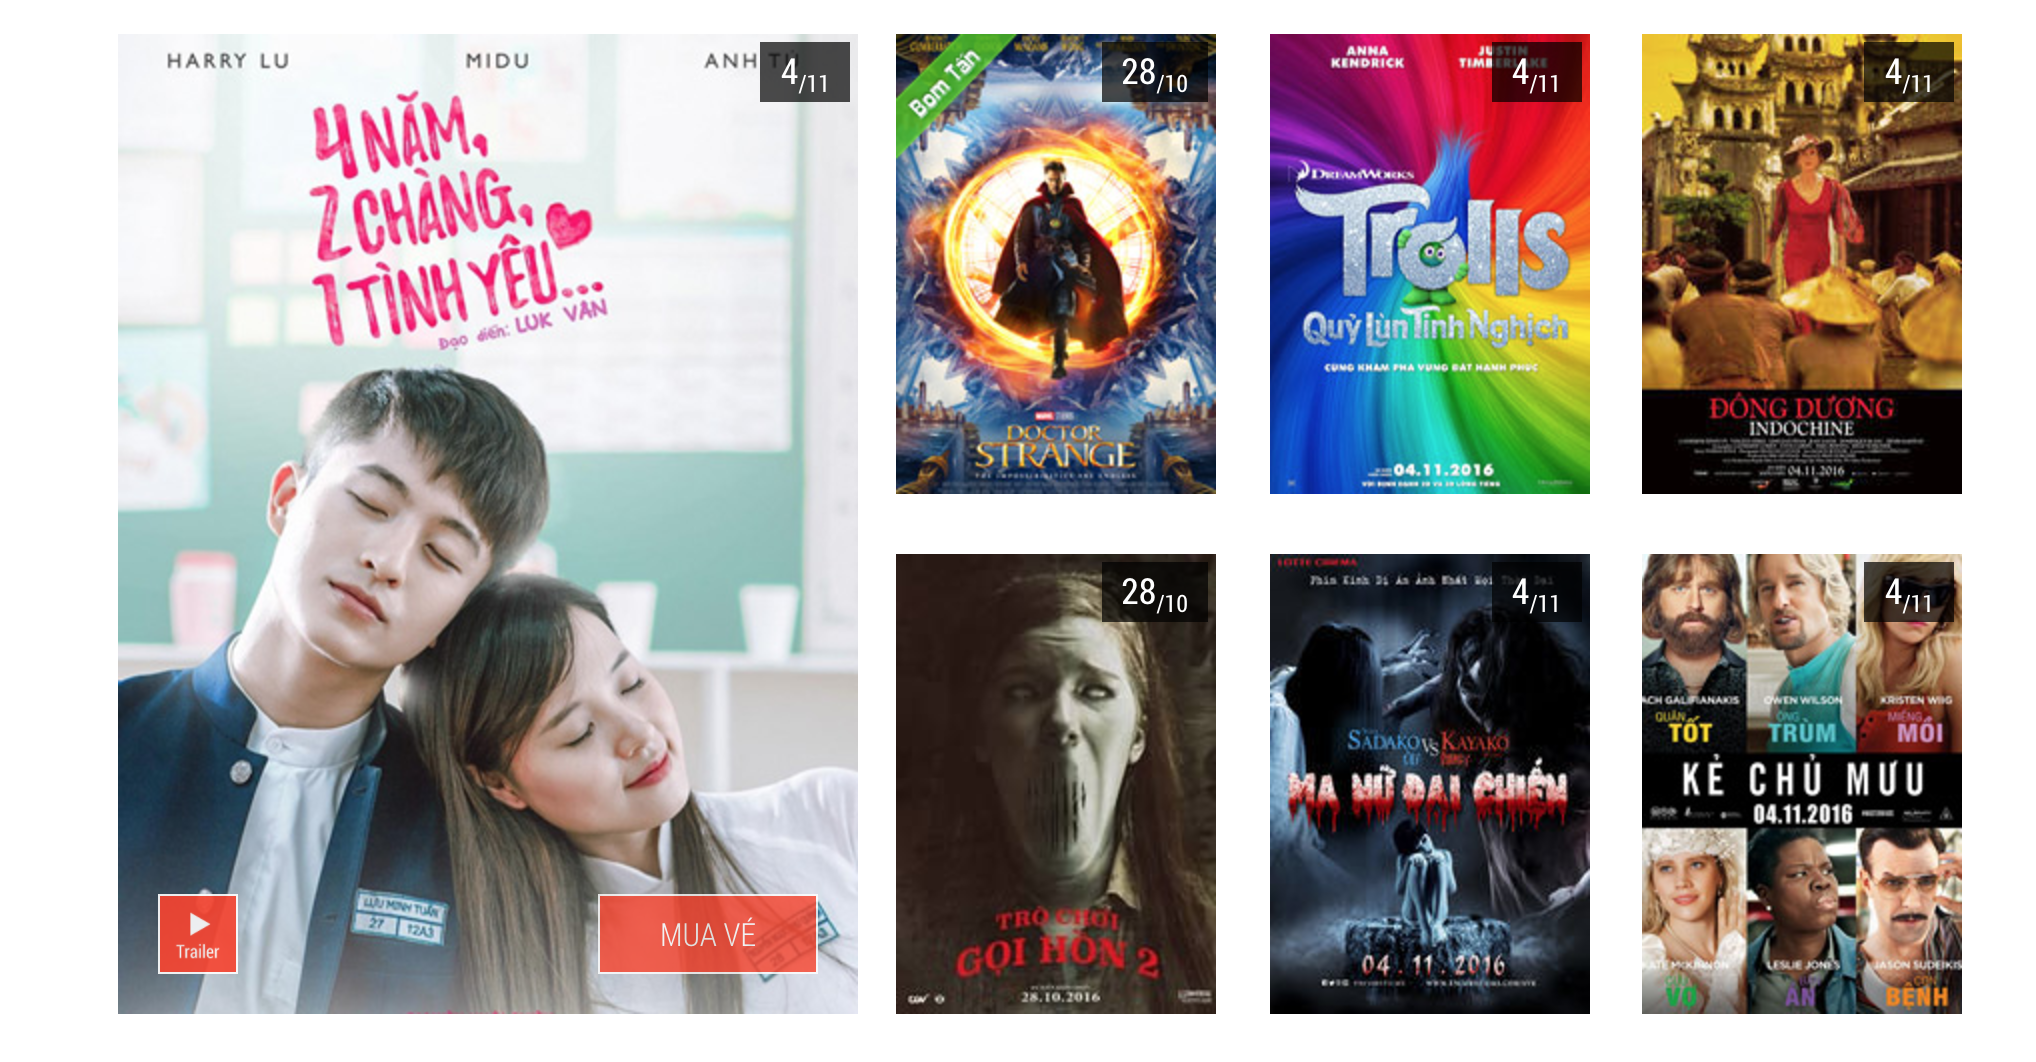 HARRY LU
MIDU
ANH TÚ
4/11
4 NĂM,
2 CHÀNG,
1 TÌNH YÊU...
Đạo diễn: LUK VÂN
LƯU MINH TUẤN
27 12A3
Trailer
MUA VÉ
Bom Tấn
28/10
DOCTOR
STRANGE
ANNA
KENDRICK
JUSTIN
TIMBERLAKE
4/11
DREAMWORKS
Trolls
Quỷ Lùn Tinh Nghịch
CÙNG KHÁM PHÁ VÙNG ĐẤT HẠNH PHÚC
04.11.2016
4/11
ĐÔNG DƯƠNG
INDOCHINE
04.11.2016
28/10
TRÒ CHƠI
GỌI HỒN 2
28.10.2016
LOTTE CINEMA
Phim Kinh Dị Ám Ảnh Nhất Mọi Thời Đại
4/11
SADAKO VS KAYAKO
MA NỮ ĐẠI CHIẾN
04.11.2016
4/11
ACH GALIFIANAKIS
OWEN WILSON
KRISTEN WIIG
QUÂN
TỐT
ÔNG
TRÙM
MIẾNG
MỒI
KẺ CHỦ MƯU
04.11.2016
KATE MCKINNON
LESLIE JONES
JASON SUDEIKIS
VỢ
ÁN
CON
BỆNH